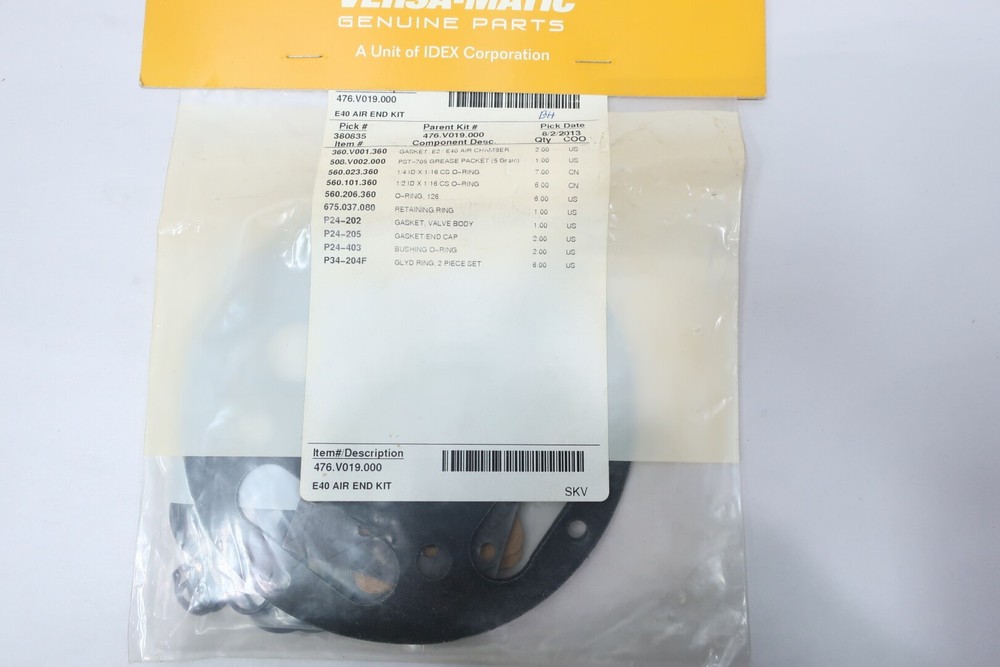 VERSA-MATIC
GENUINE PARTS
A Unit of IDEX Corporation
476.V019.000
E40 AIR END KIT
BH
Pick # Parent Kit # Pick Date
380835 476.V019.000 8/2/2013
Item # Component Desc. Qty COO
360.V001.360 GASKET, E2 - E40 AIR CHAMBER 2.00 US
508.V002.000 PST-705 GREASE PACKET (5 Gram) 1.00 US
560.023.360 1/4 ID X 1/16 CS O-RING 7.00 CN
560.101.360 1/2 ID X 1/16 CS O-RING 6.00 CN
560.206.360 O-RING, 126 8.00 US
675.037.080 RETAINING RING 1.00 US
P24-202 GASKET, VALVE BODY 1.00 US
P24-205 GASKET END CAP 2.00 US
P24-403 BUSHING O-RING 2.00 US
P34-204F GLYD RING, 2 PIECE SET 6.00 US
Item#/Description
476.V019.000
E40 AIR END KIT
SKV